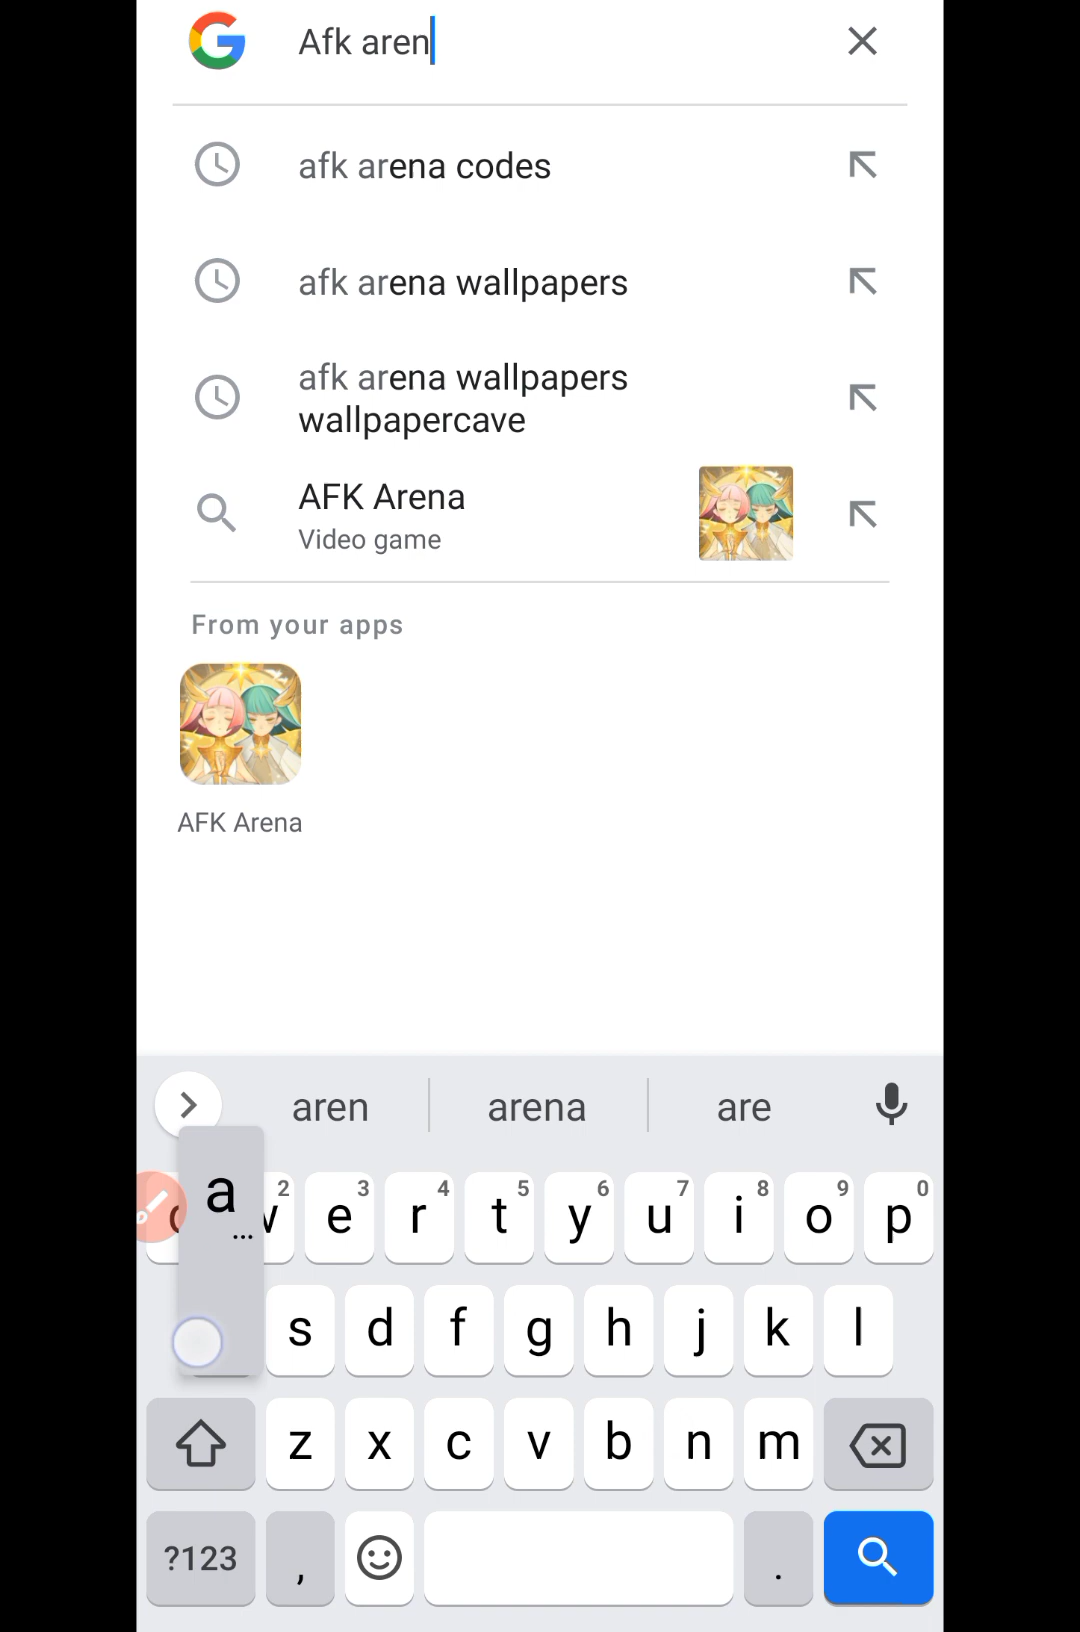 Afk aren
afk arena codes
afk arena wallpapers
afk arena wallpapers
wallpapercave
AFK Arena
Video game
From your apps
AFK Arena
aren arena are
a
...
2 3 4 5 6 7 8 9 0
e r t y u i o p
s d f g h j k l
z x c v b n m
?123 , .